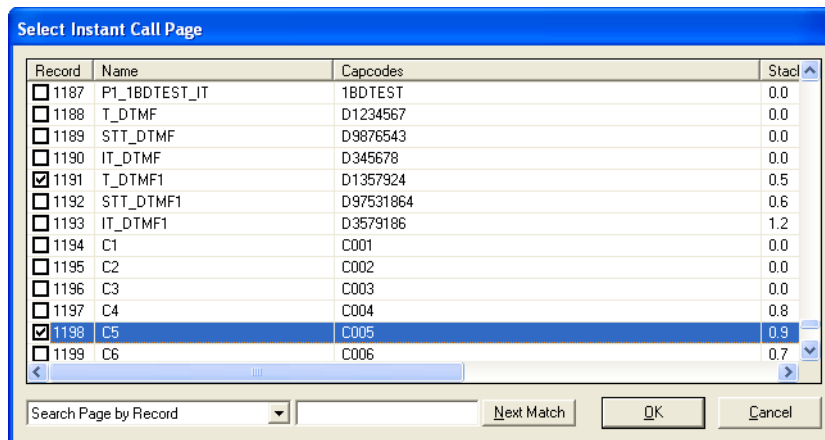 Select Instant Call Page
Record Name Capcodes Stacl
1187 P1_1BDTEST_IT 1BDTEST 0.0
1188 T_DTMF D1234567 0.0
1189 STT_DTMF D9876543 0.0
1190 IT_DTMF D345678 0.0
1191 T_DTMF1 D1357924 0.5
1192 STT_DTMF1 D97531864 0.6
1193 IT_DTMF1 D3579186 1.2
1194 C1 C001 0.0
1195 C2 C002 0.0
1196 C3 C003 0.0
1197 C4 C004 0.8
1198 C5 C005 0.9
1199 C6 C006 0.7
Search Page by Record Next Match OK Cancel